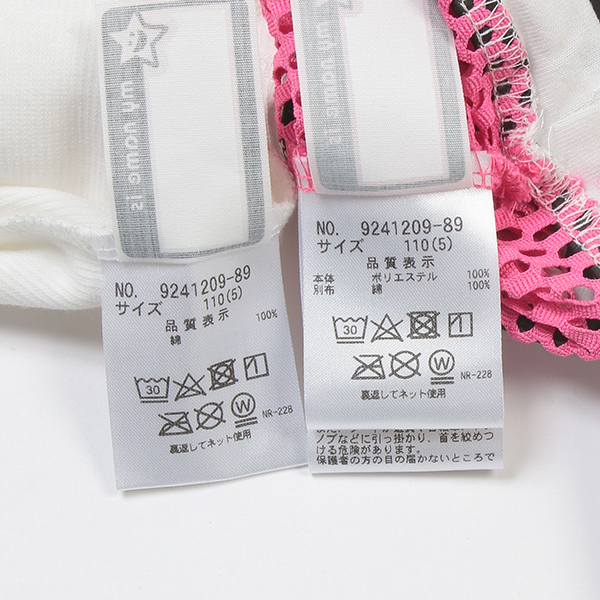 my name is
NO. 9241209-89
サイズ 110(5)
品質表示
綿 100%
30
1
W
NR-228
裏返してネット使用
my name is
NO. 9241209-89
サイズ 110(5)
品質表示
本体 ポリエステル 100%
別布 綿 100%
30
1
W
NR-228
裏返してネット使用
ノブなどに引っ掛かり、首を絞めつ
ける危険があります。
保護者の方の目の届かないところで